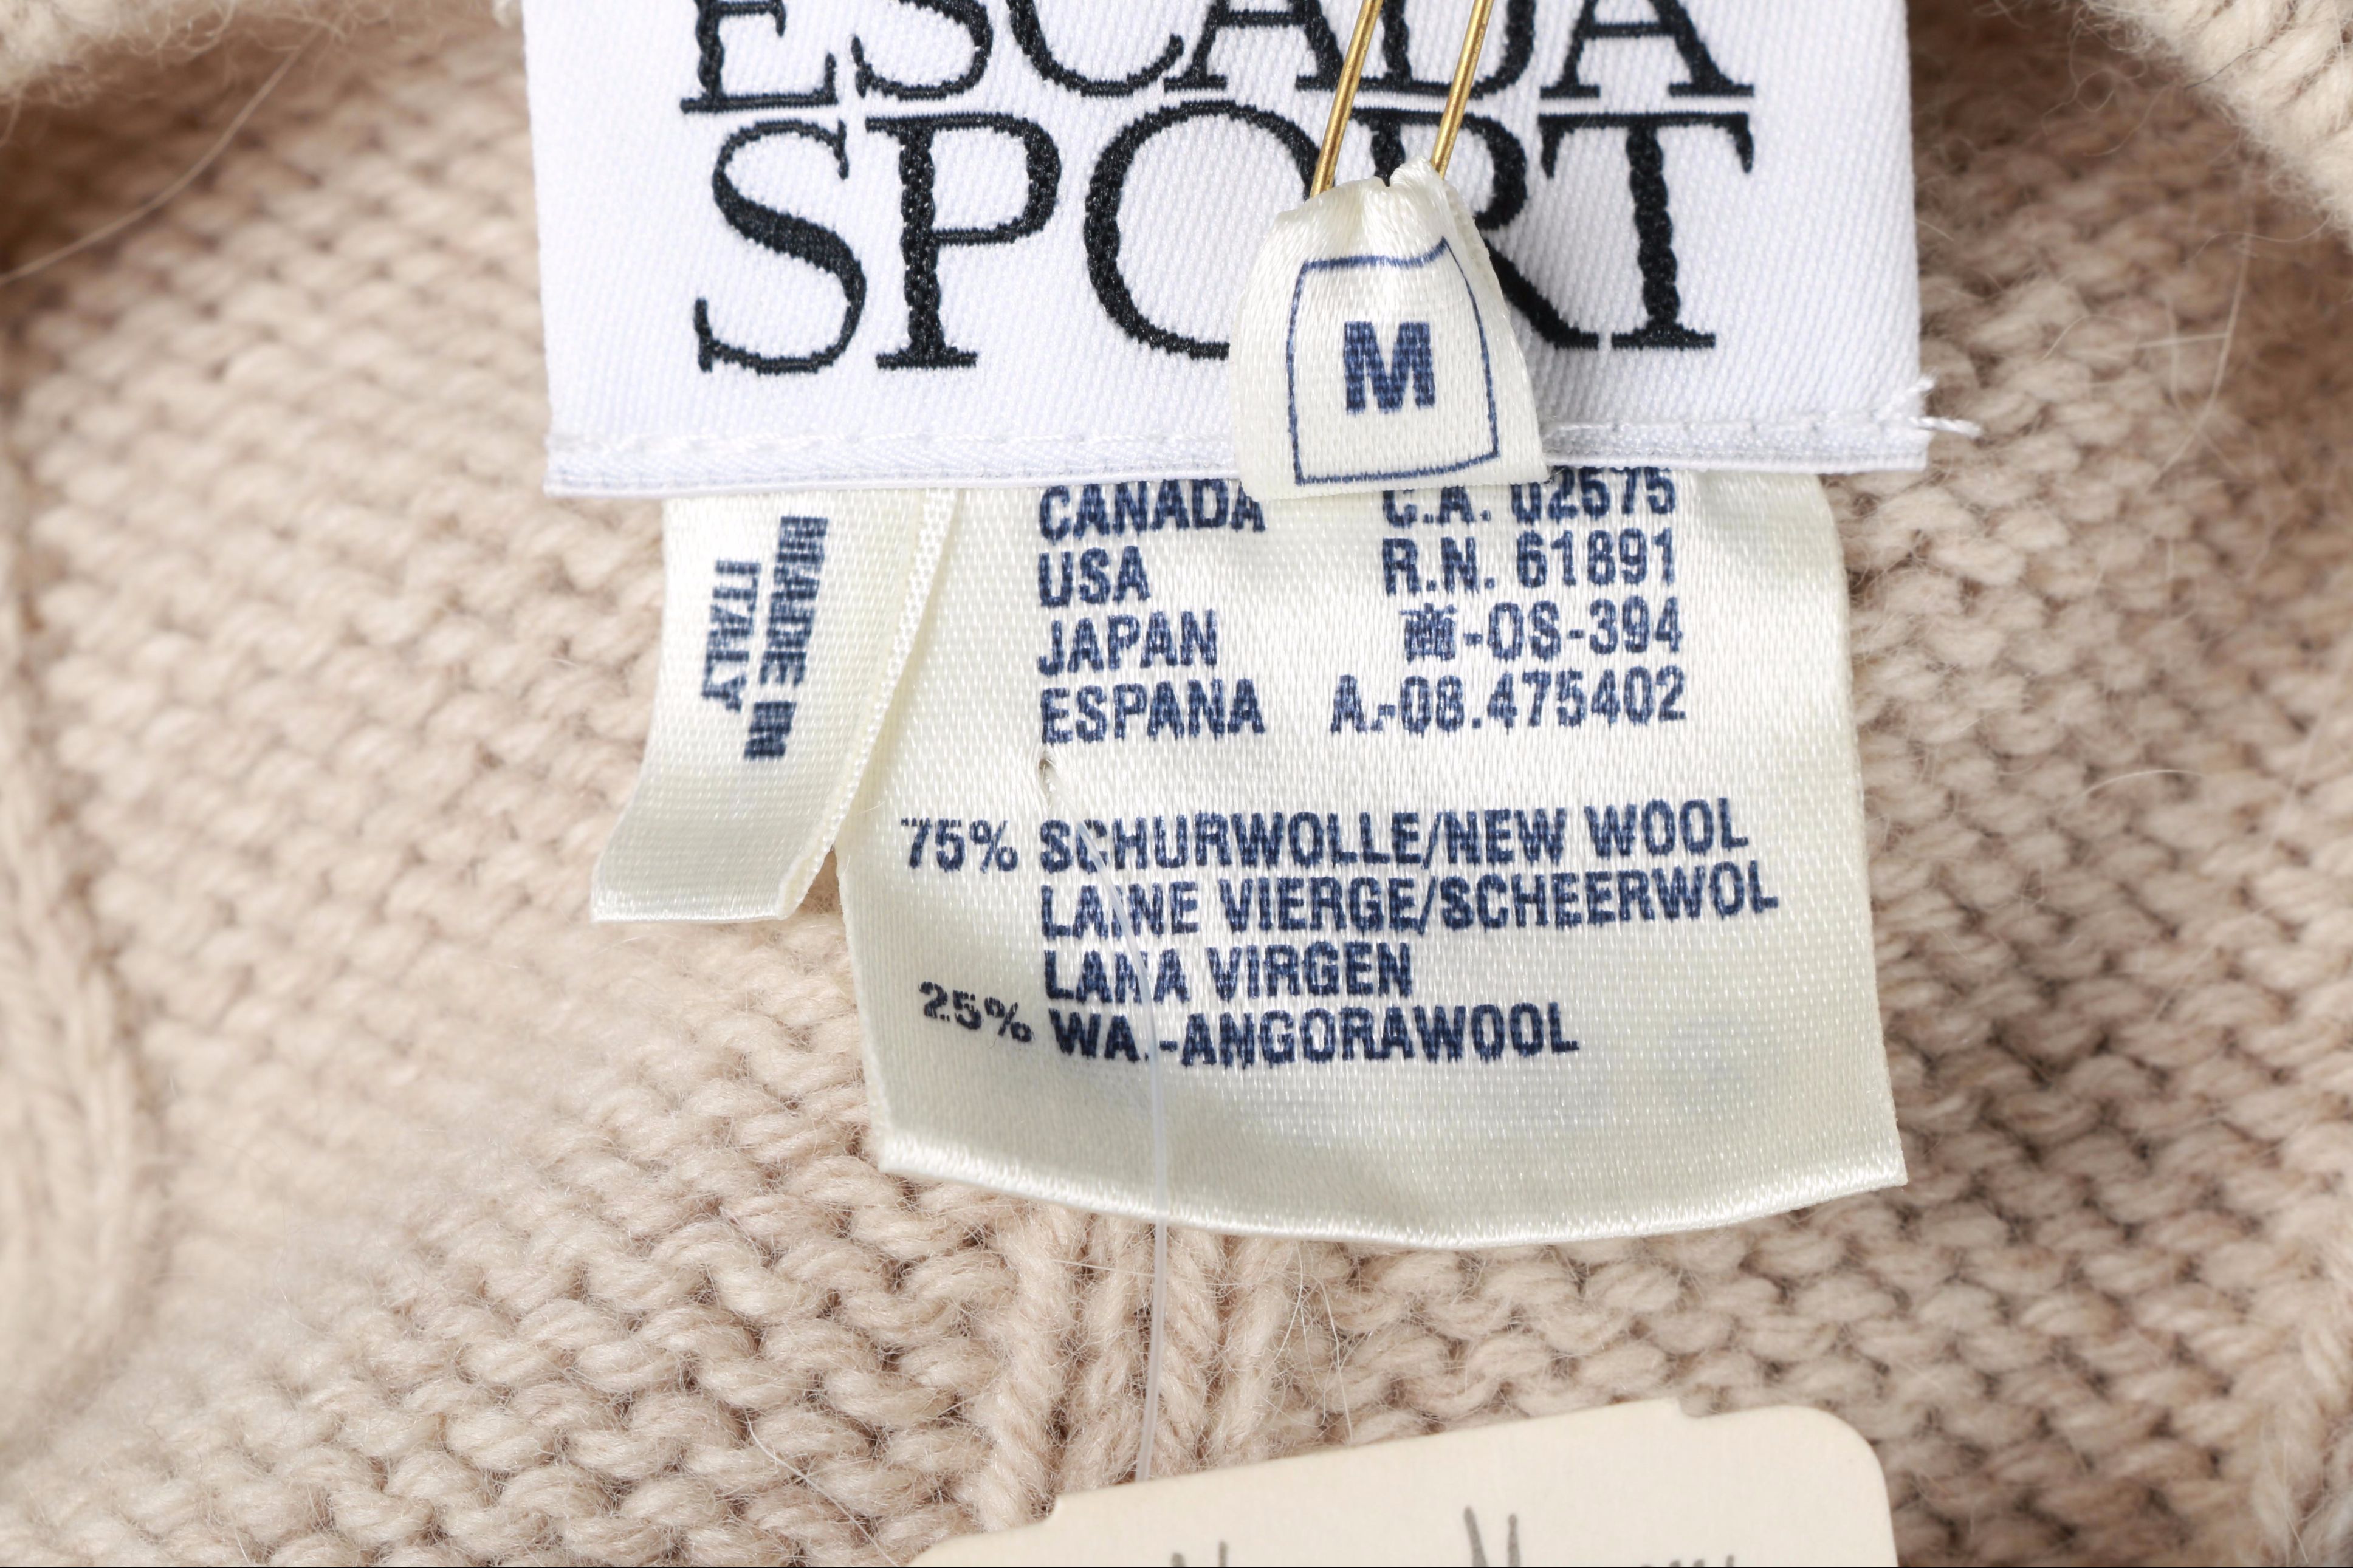 ESCADA
SPORT
M
MADE IN
ITALY
CANADA C.A. 02575
USA R.N. 61891
JAPAN -OS-394
ESPANA A.-08.475402
75% SCHURWOLLE/NEW WOOL
LAINE VIERGE/SCHEERWOL
LANA VIRGEN
25% WA.-ANGORAWOOL